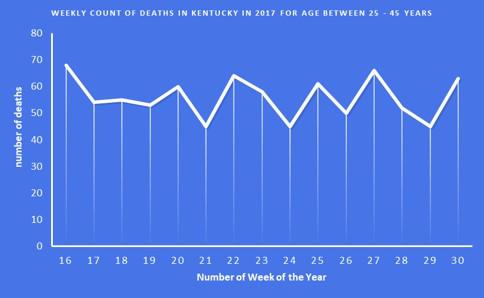 WEEKLY COUNT OF DEATHS IN KENTUCKY IN 2017 FOR AGE BETWEEN 25 - 45 YEARS
80
70
60
50
40
30
20
10
0
number of deaths
16 17 18 19 20 21 22 23 24 25 26 27 28 29 30
Number of Week of the Year